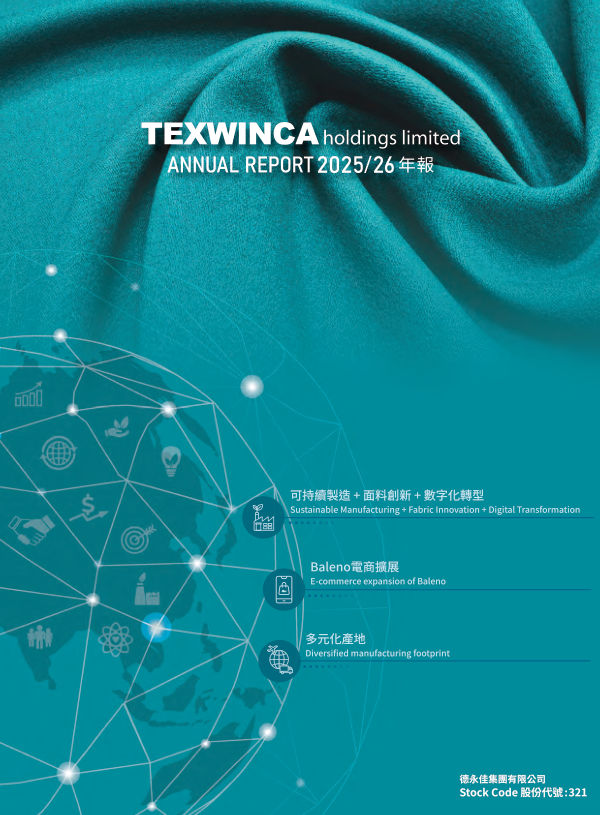 TEXWINCA holdings limited
ANNUAL REPORT 2025/26 年報
可持續製造 + 面料創新 + 數字化轉型
Sustainable Manufacturing + Fabric Innovation + Digital Transformation
Baleno電商擴展
E-commerce expansion of Baleno
多元化產地
Diversified manufacturing footprint
德永佳集團有限公司
Stock Code 股份代號:321